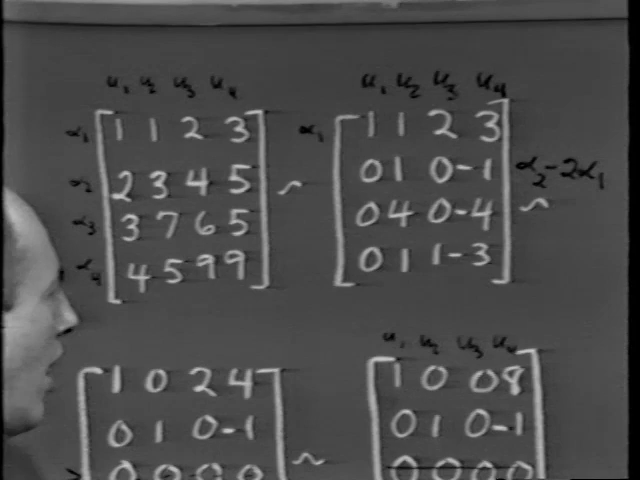 u₁ u₂ u₃ u₄
α₁ [1 1 2 3]
α₂ [2 3 4 5] ~
α₃ [3 7 6 5]
α₄ [4 5 9 9]
u₁ u₂ u₃ u₄
α₁ [1 1 2 3]
[0 1 0 -1] α₂-2α₁
[0 4 0 -4] ~
[0 1 1 -3]
[1 0 2 4]
[0 1 0 -1]
[0 0 0 0] ~
u₁ u₂ u₃ u₄
[1 0 0 8]
[0 1 0 -1]
[0 0 0 0]